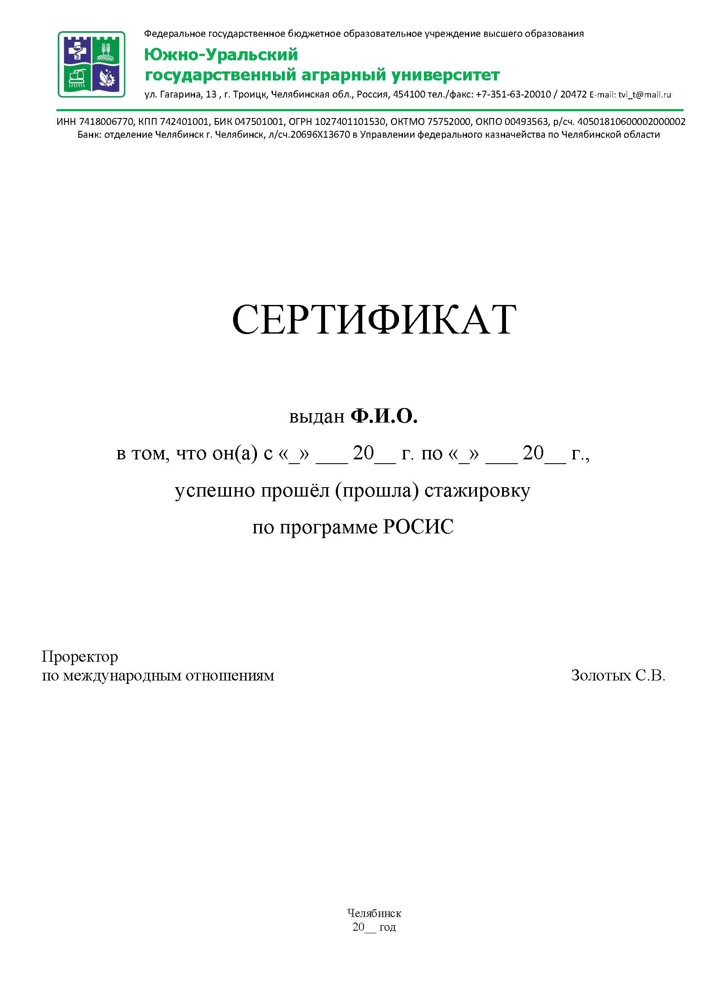 Федеральное государственное бюджетное образовательное учреждение высшего образования
Южно-Уральский
государственный аграрный университет
ул. Гагарина, 13 , г. Троицк, Челябинская обл., Россия, 454100 тел./факс: +7-351-63-20010 / 20472 E-mail: tvi_t@mail.ru
ИНН 7418006770, КПП 742401001, БИК 047501001, ОГРН 1027401101530, ОКТМО 75752000, ОКПО 00493563, р/сч. 40501810600002000002
Банк: отделение Челябинск г. Челябинск, л/сч.20696Х13670 в Управлении федерального казначейства по Челябинской области
СЕРТИФИКАТ
выдан Ф.И.О.
в том, что он(а) с «_» ___ 20__ г. по «_» ___ 20__ г.,
успешно прошёл (прошла) стажировку
по программе РОСИС
Проректор
по международным отношениям Золотых С.В.
Челябинск
20__ год